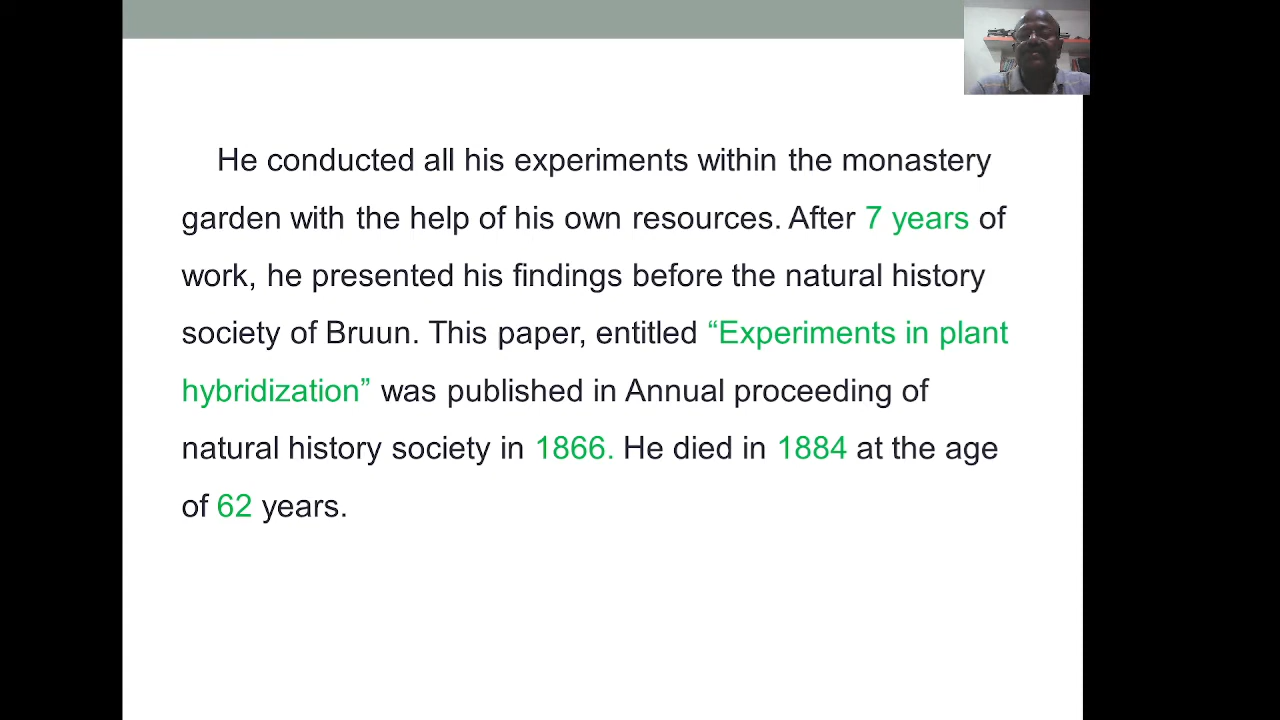 He conducted all his experiments within the monastery
garden with the help of his own resources. After 7 years of
work, he presented his findings before the natural history
society of Bruun. This paper, entitled “Experiments in plant
hybridization” was published in Annual proceeding of
natural history society in 1866. He died in 1884 at the age
of 62 years.